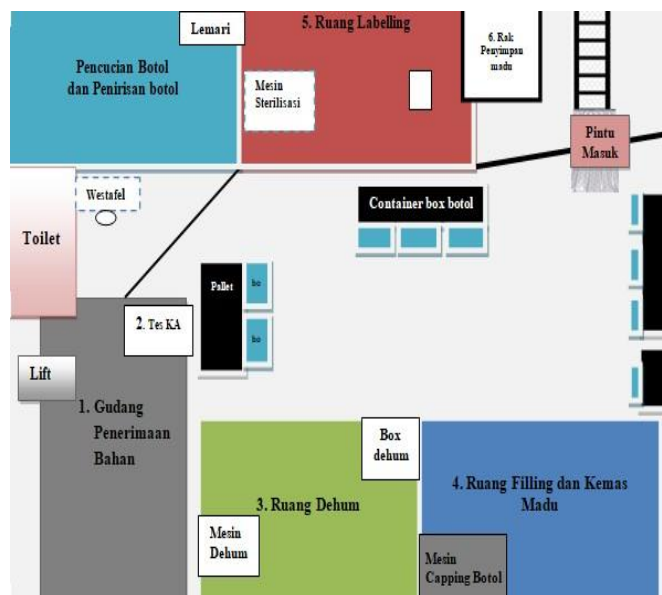 Lemari
5. Ruang Labelling
6. Rak
Penyimpan
madu
Pencucian Botol
dan Penirisan botol
Mesin
Sterilisasi
Pintu
Masuk
Westafel
Container box botol
Toilet
Pallet
bo
bo
2. Tes KA
Lift
1. Gudang
Penerimaan
Bahan
Box
dehum
3. Ruang Dehum
4. Ruang Filling dan Kemas
Madu
Mesin
Dehum
Mesin
Capping Botol